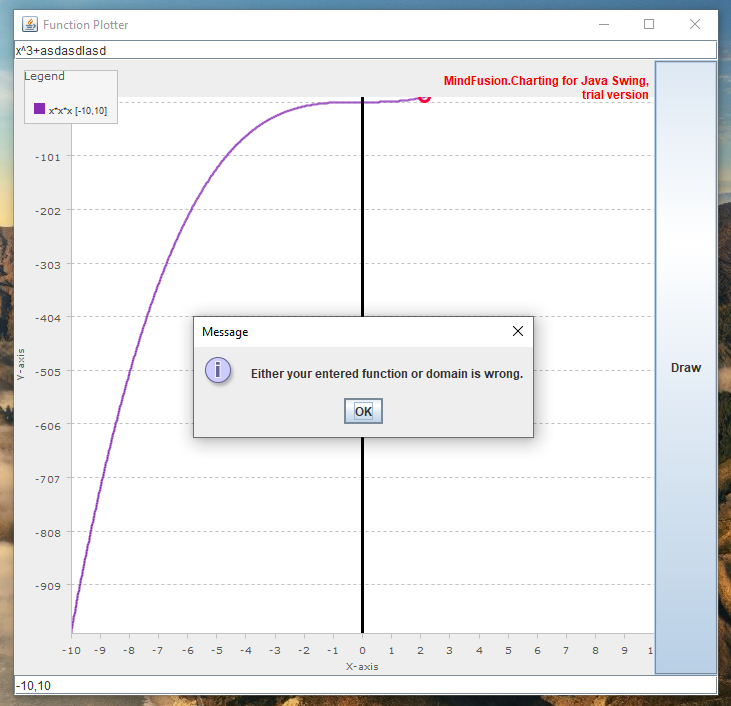 Function Plotter
x^3+asdasdlasd
Legend
x*x*x [-10,10]
MindFusion.Charting for Java Swing,
trial version
-101
-202
-303
-404
-505
-606
-707
-808
-909
Y-axis
Message
Either your entered function or domain is wrong.
OK
Draw
-10 -9 -8 -7 -6 -5 -4 -3 -2 -1 0 1 2 3 4 5 6 7 8 9 1
X-axis
-10,10